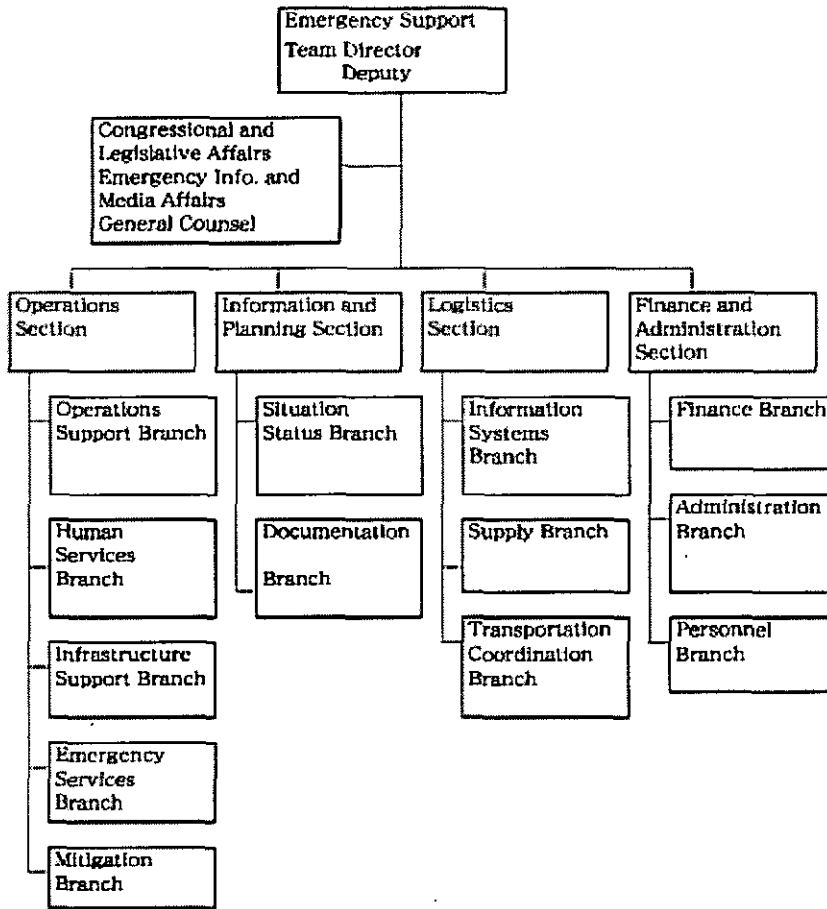 Emergency Support
Team Director
Deputy
Congressional and
Legislative Affairs
Emergency Info. and
Media Affairs
General Counsel
Operations
Section
Information and
Planning Section
Logistics
Section
Finance and
Administration
Section
Operations
Support Branch
Human
Services
Branch
Infrastructure
Support Branch
Emergency
Services
Branch
Mitigation
Branch
Situation
Status Branch
Documentation
Branch
Information
Systems
Branch
Supply Branch
Transportation
Coordination
Branch
Finance Branch
Administration
Branch
Personnel
Branch